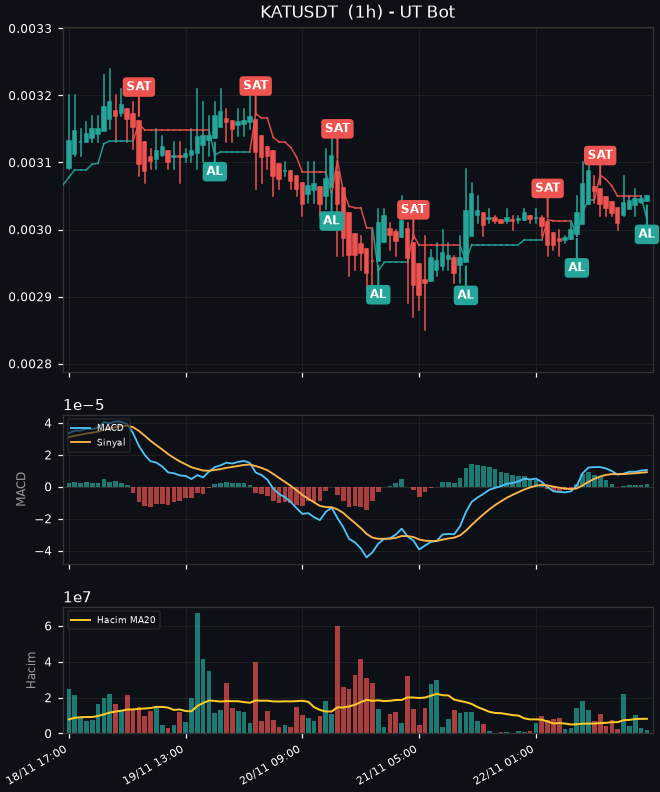 KATUSDT  (1h) - UT Bot
0.0033
0.0032
0.0031
0.0030
0.0029
0.0028
SAT
SAT
SAT
SAT
SAT
SAT
AL
AL
AL
AL
AL
AL
1e−5
MACD
Sinyal
MACD
4
2
0
−2
−4
1e7
Hacim MA20
Hacim
6
4
2
0
18/11 17:00
19/11 13:00
20/11 09:00
21/11 05:00
22/11 01:00